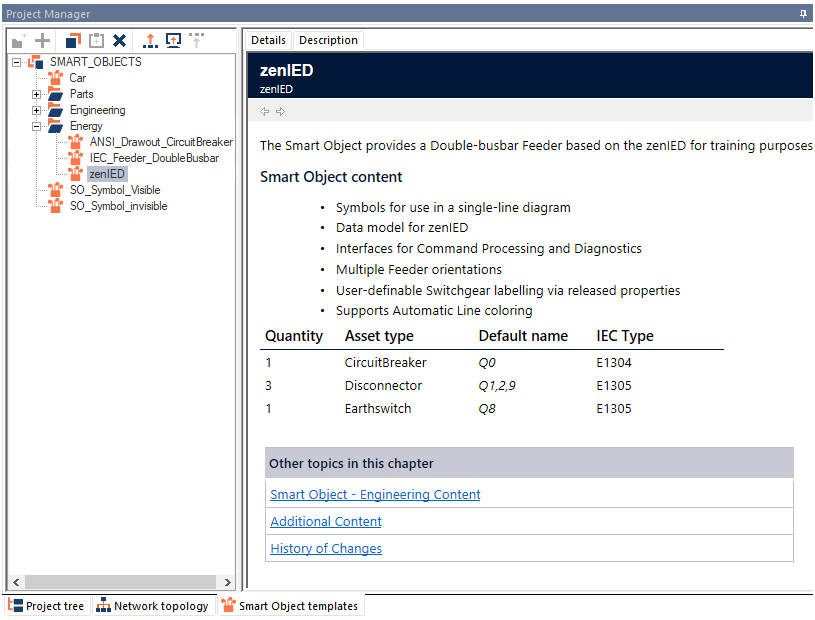 Project Manager
SMART_OBJECTS
Car
Parts
Engineering
Energy
ANSI_Drawout_CircuitBreaker
IEC_Feeder_DoubleBusbar
zenIED
SO_Symbol_Visible
SO_Symbol_invisible
Details Description
zenIED
zenIED
The Smart Object provides a Double-busbar Feeder based on the zenIED for training purposes
Smart Object content
• Symbols for use in a single-line diagram
• Data model for zenIED
• Interfaces for Command Processing and Diagnostics
• Multiple Feeder orientations
• User-definable Switchgear labelling via released properties
• Supports Automatic Line coloring
Quantity Asset type Default name IEC Type
1 CircuitBreaker Q0 E1304
3 Disconnector Q1,2,9 E1305
1 Earthswitch Q8 E1305
Other topics in this chapter
Smart Object - Engineering Content
Additional Content
History of Changes
Project tree Network topology Smart Object templates